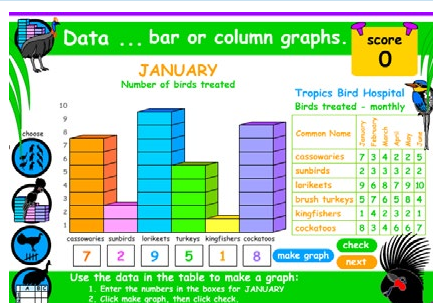 Data ... bar or column graphs.
score
0
JANUARY
Number of birds treated
10
9
8
7
6
5
4
3
2
1
choose
cassowaries sunbirds lorikeets turkeys kingfishers cockatoos
7 2 9 5 1 8
Tropics Bird Hospital
Birds treated - monthly
Common Name January February March April May June
cassowaries 7 3 4 2 2 5
sunbirds 2 3 3 3 2 2
lorikeets 9 6 8 7 9 10
brush turkeys 5 7 6 5 8 4
kingfishers 1 4 2 3 2 1
cockatoos 8 3 4 6 6 7
make graph
check
next
Use the data in the table to make a graph:
1. Enter the numbers in the boxes for JANUARY
2. Click make graph, then click check.